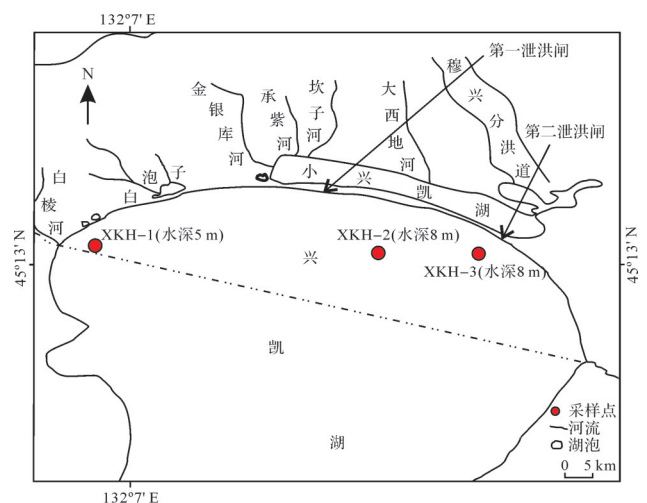 132°7′ E
N
第一泄洪闸
第二泄洪闸
金银库河
承紫河
坎子河
大西地河
穆兴分洪道
白棱河
白泡子
小兴凯湖
XKH-1(水深5 m)
XKH-2(水深8 m)
XKH-3(水深8 m)
45°13′ N
45°13′ N
兴凯湖
采样点
河流
湖泡
0 5 km
132°7′ E